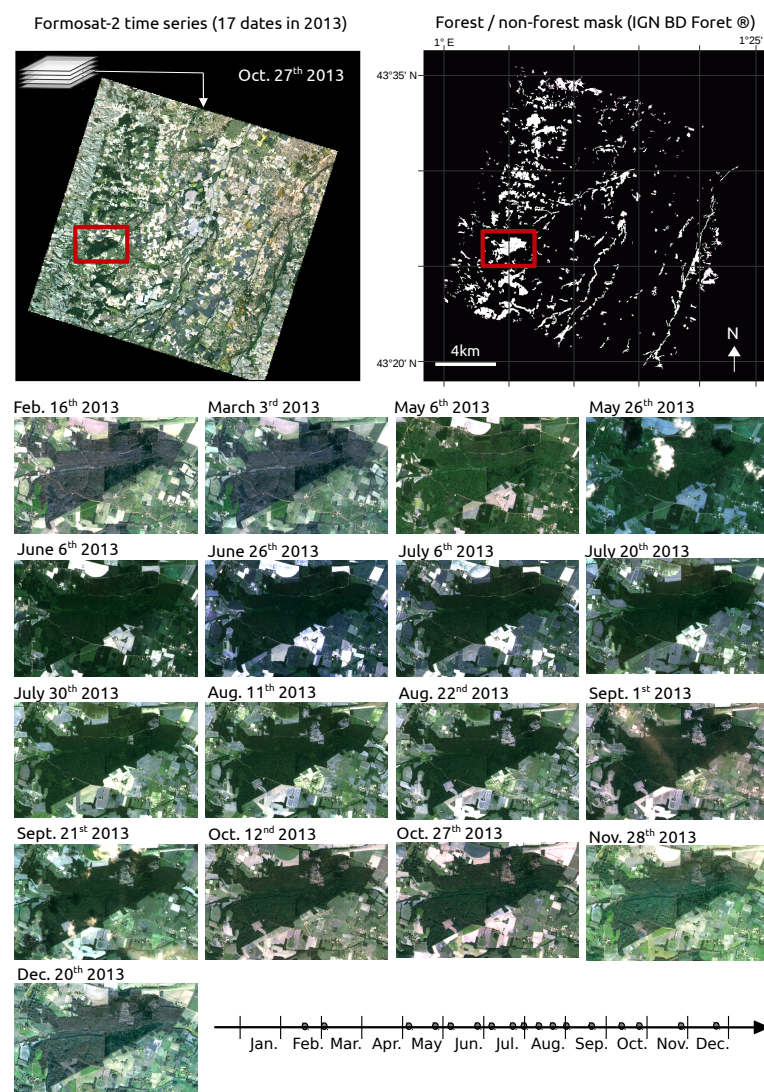 Formosat-2 time series (17 dates in 2013)
Forest / non-forest mask (IGN BD Foret ®)
1° E
1°25'
Oct. 27th 2013
43°35' N
4km
N
43°20' N
Feb. 16th 2013
March 3rd 2013
May 6th 2013
May 26th 2013
June 6th 2013
June 26th 2013
July 6th 2013
July 20th 2013
July 30th 2013
Aug. 11th 2013
Aug. 22nd 2013
Sept. 1st 2013
Sept. 21st 2013
Oct. 12nd 2013
Oct. 27th 2013
Nov. 28th 2013
Dec. 20th 2013
Jan. Feb. Mar. Apr. May Jun. Jul. Aug. Sep. Oct. Nov. Dec.